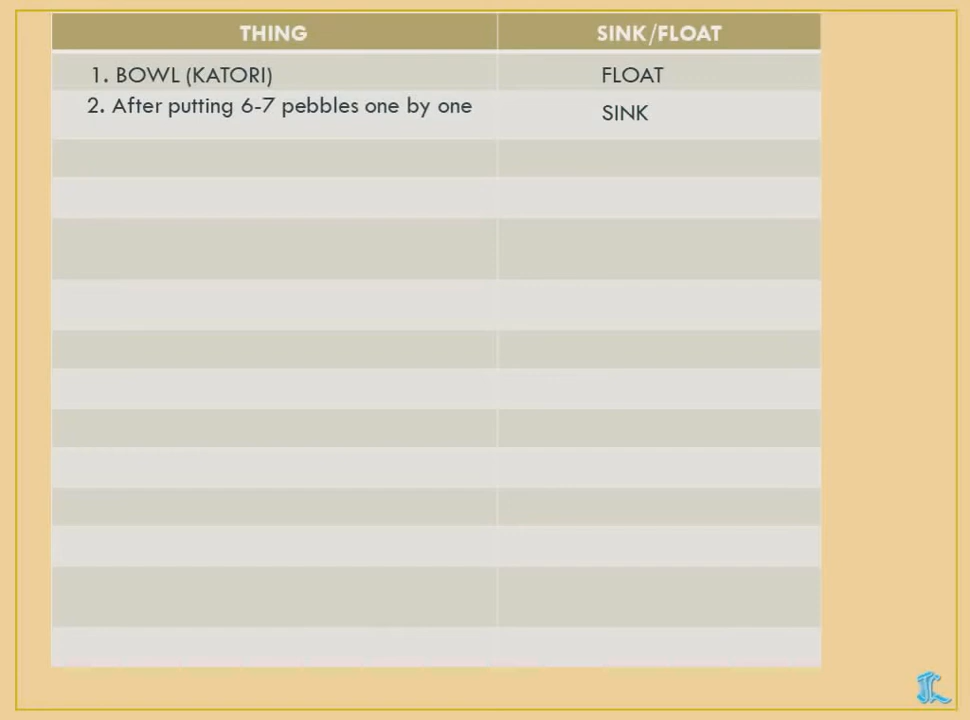 THING SINK/FLOAT
1. BOWL (KATORI) FLOAT
2. After putting 6-7 pebbles one by one SINK